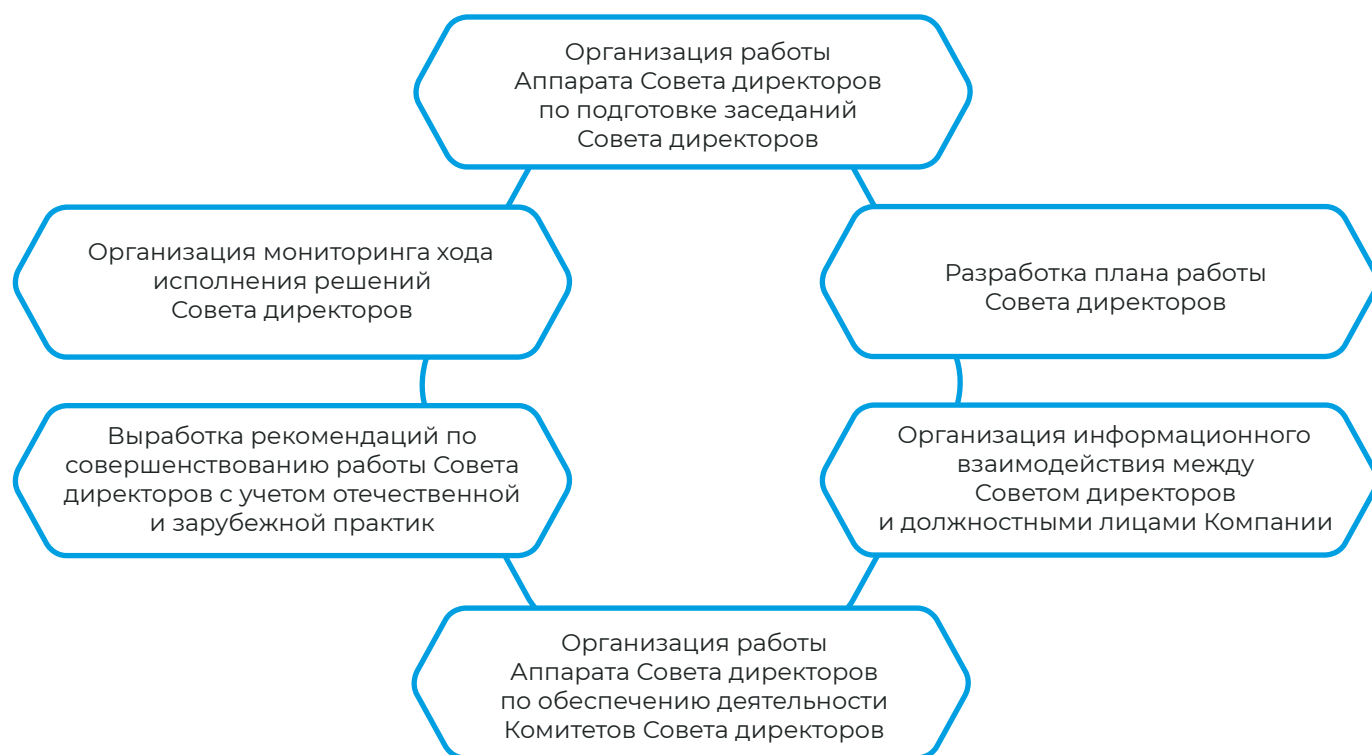 Организация работы
Аппарата Совета директоров
по подготовке заседаний
Совета директоров
Организация мониторинга хода
исполнения решений
Совета директоров
Разработка плана работы
Совета директоров
Выработка рекомендаций по
совершенствованию работы Совета
директоров с учетом отечественной
и зарубежной практик
Организация информационного
взаимодействия между
Советом директоров
и должностными лицами Компании
Организация работы
Аппарата Совета директоров
по обеспечению деятельности
Комитетов Совета директоров